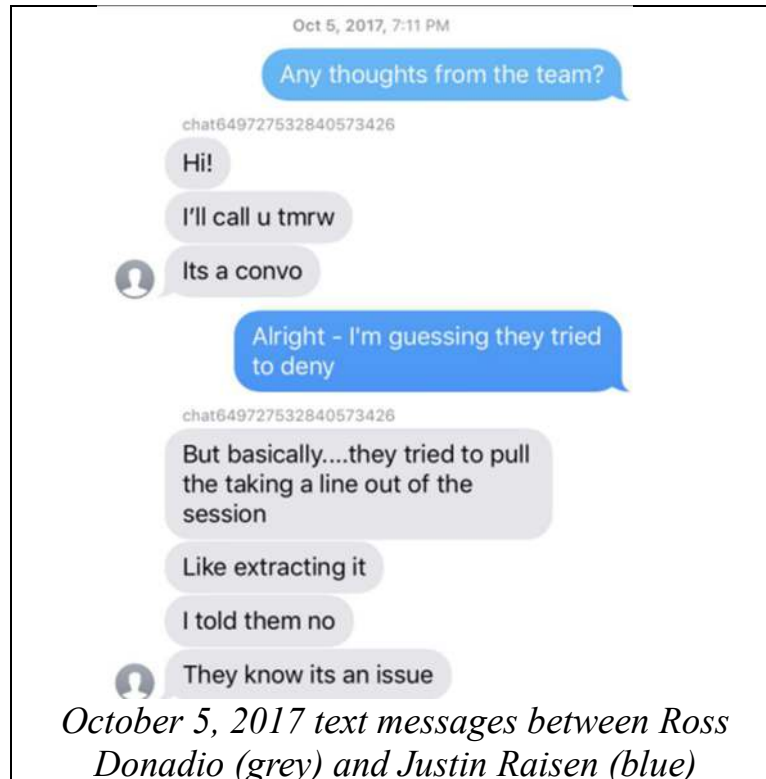 Oct 5, 2017, 7:11 PM
Any thoughts from the team?
chat649727532840573426
Hi!
I'll call u tmrw
Its a convo
Alright - I'm guessing they tried
to deny
chat649727532840573426
But basically....they tried to pull
the taking a line out of the
session
Like extracting it
I told them no
They know its an issue
October 5, 2017 text messages between Ross
Donadio (grey) and Justin Raisen (blue)